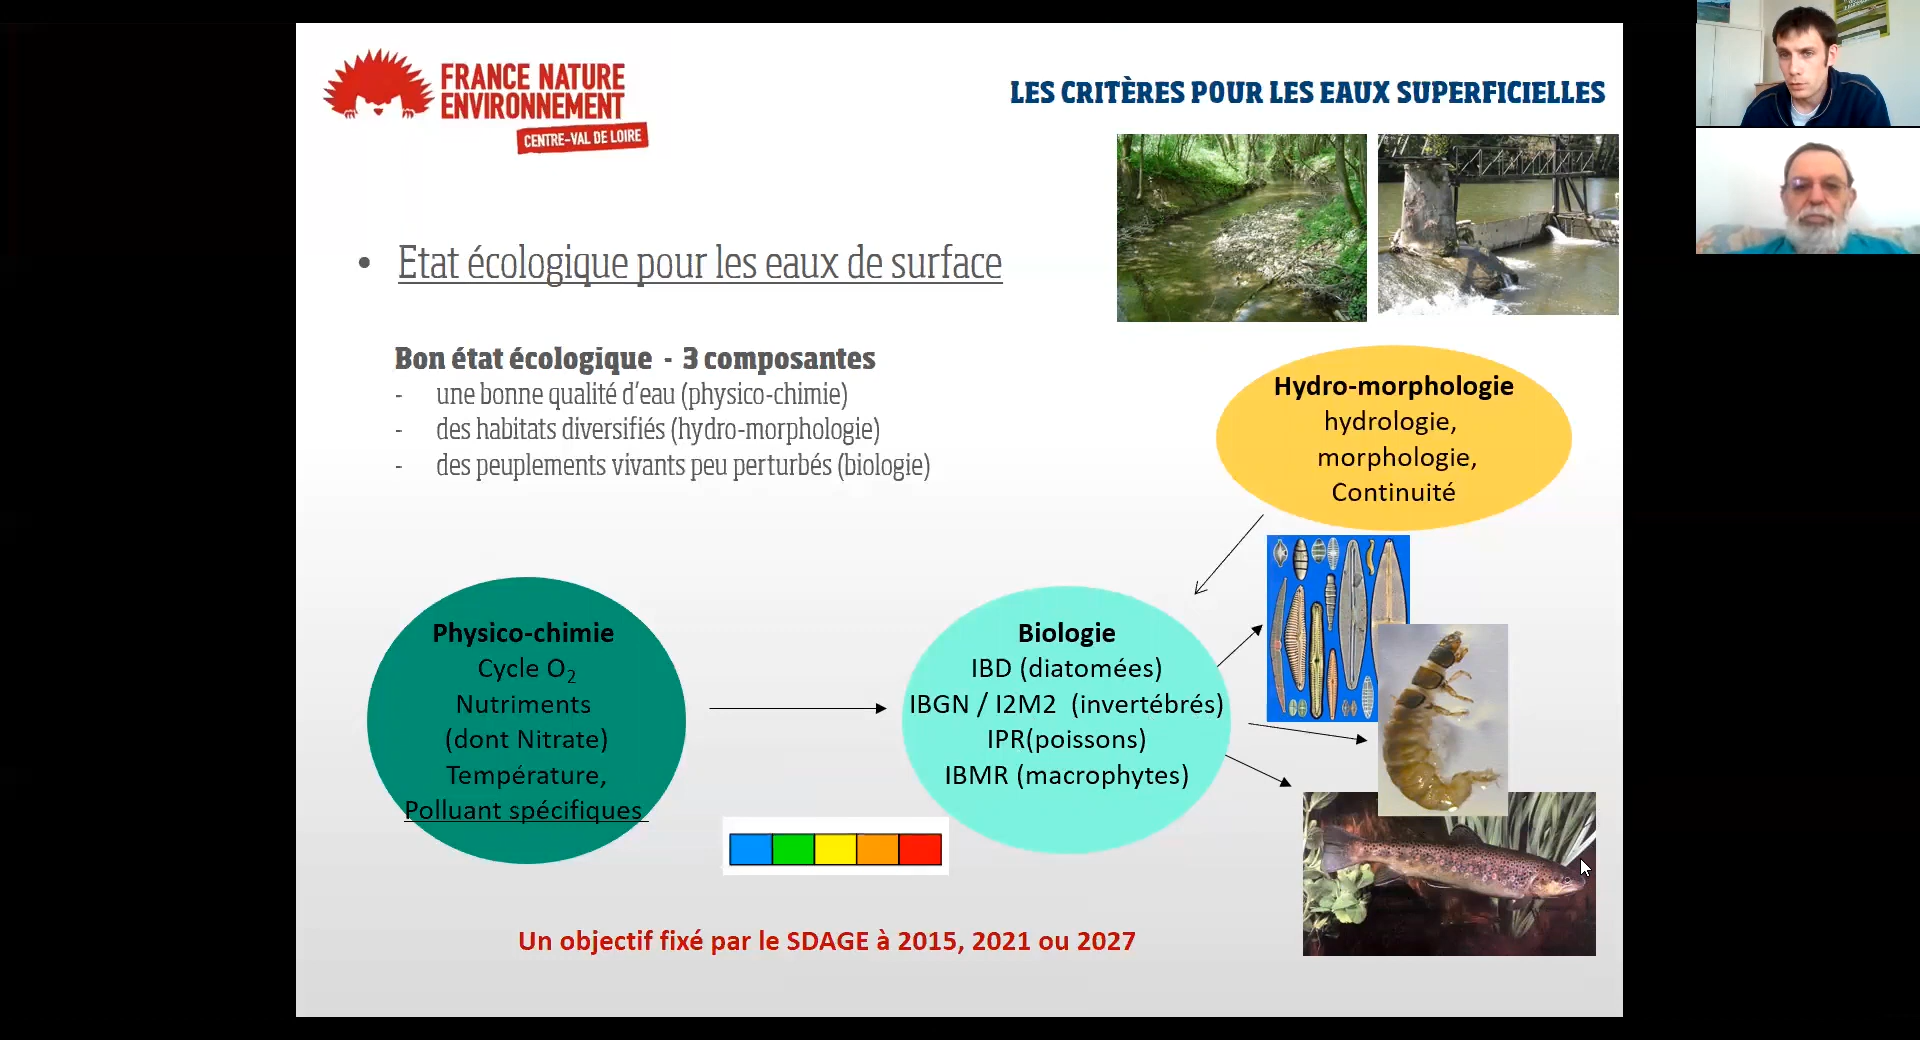 FRANCE NATURE
ENVIRONNEMENT
CENTRE-VAL DE LOIRE
LES CRITÈRES POUR LES EAUX SUPERFICIELLES
• Etat écologique pour les eaux de surface
Bon état écologique - 3 composantes
- une bonne qualité d'eau (physico-chimie)
- des habitats diversifiés (hydro-morphologie)
- des peuplements vivants peu perturbés (biologie)
Hydro-morphologie
hydrologie,
morphologie,
Continuité
Physico-chimie
Cycle O₂
Nutriments
(dont Nitrate)
Température,
Polluant spécifiques
Biologie
IBD (diatomées)
IBGN / I2M2 (invertébrés)
IPR(poissons)
IBMR (macrophytes)
Un objectif fixé par le SDAGE à 2015, 2021 ou 2027